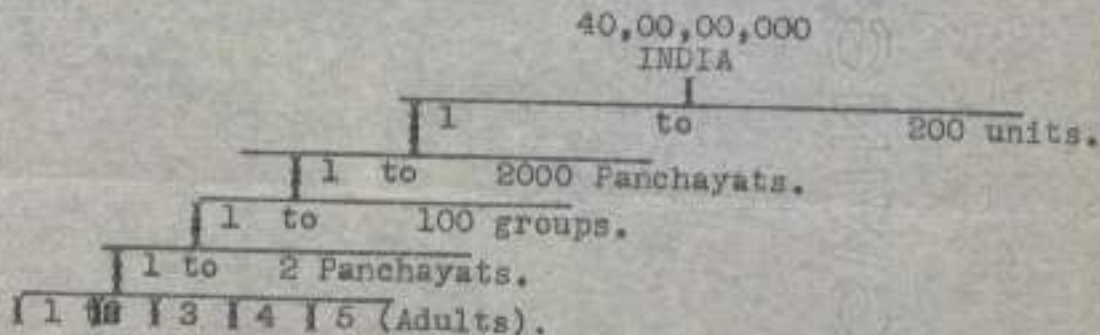 40,00,00,000
INDIA
1 to 200 units.
1 to 2000 Panchayats.
1 to 100 groups.
1 to 2 Panchayats.
1 3 4 5 (Adults).